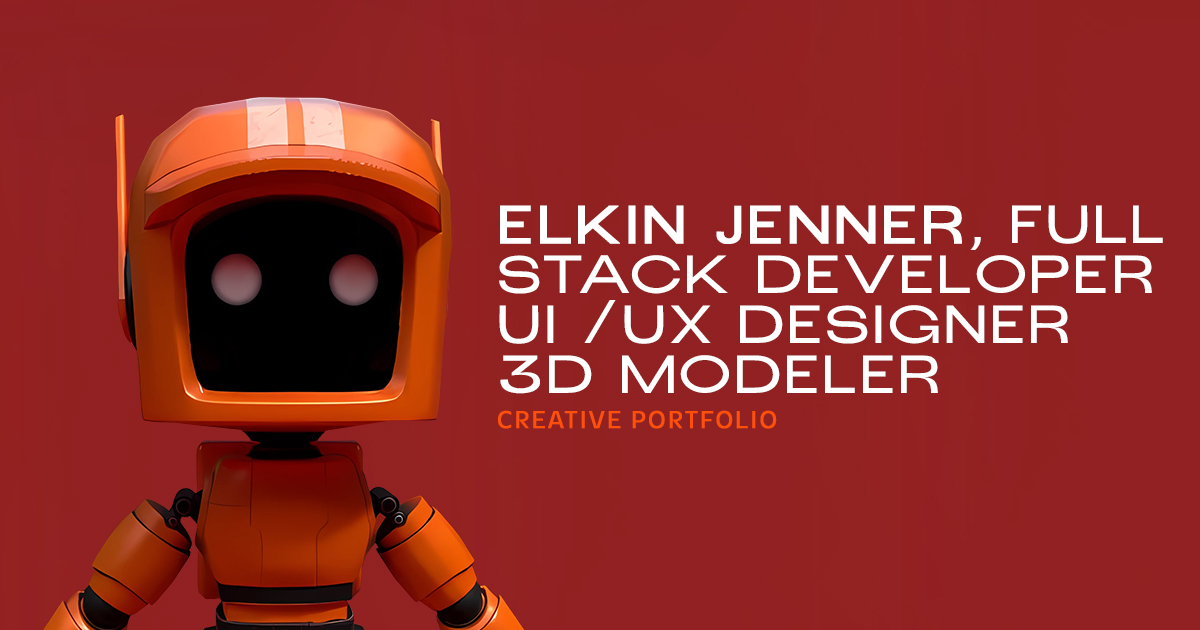 ELKIN JENNER, FULL
STACK DEVELOPER
UI /UX DESIGNER
3D MODELER
CREATIVE PORTFOLIO